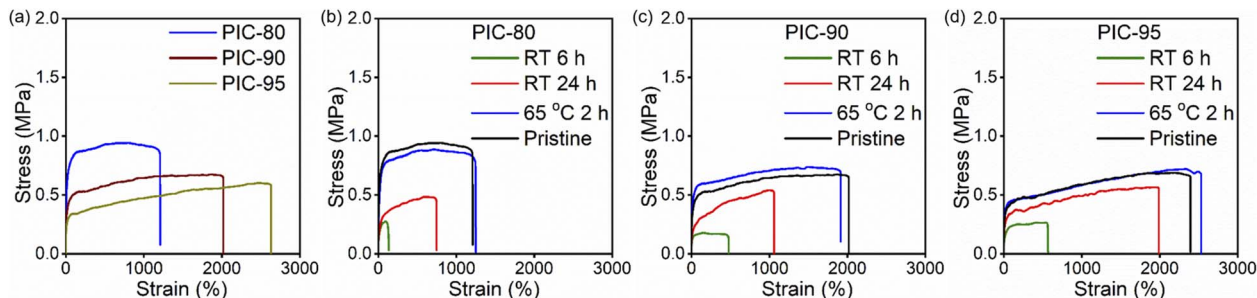 (a)
2.0
1.5
1.0
0.5
0.0
Stress (MPa)
PIC-80
PIC-90
PIC-95
0 1000 2000 3000
Strain (%)
(b)
2.0
1.5
1.0
0.5
0.0
Stress (MPa)
PIC-80
RT 6 h
RT 24 h
65 °C 2 h
Pristine
0 1000 2000 3000
Strain (%)
(c)
2.0
1.5
1.0
0.5
0.0
Stress (MPa)
PIC-90
RT 6 h
RT 24 h
65 °C 2 h
Pristine
0 1000 2000 3000
Strain (%)
(d)
2.0
1.5
1.0
0.5
0.0
Stress (MPa)
PIC-95
RT 6 h
RT 24 h
65 °C 2 h
Pristine
0 1000 2000 3000
Strain (%)